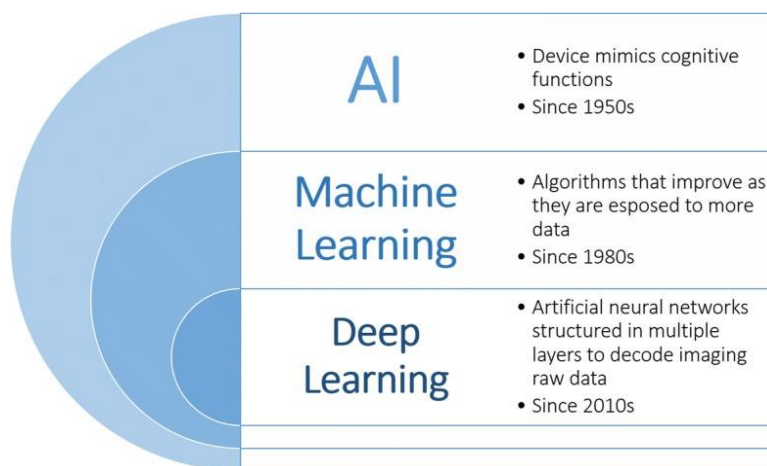 AI
• Device mimics cognitive
functions
• Since 1950s
Machine
Learning
• Algorithms that improve as
they are esposed to more
data
• Since 1980s
Deep
Learning
• Artificial neural networks
structured in multiple
layers to decode imaging
raw data
• Since 2010s